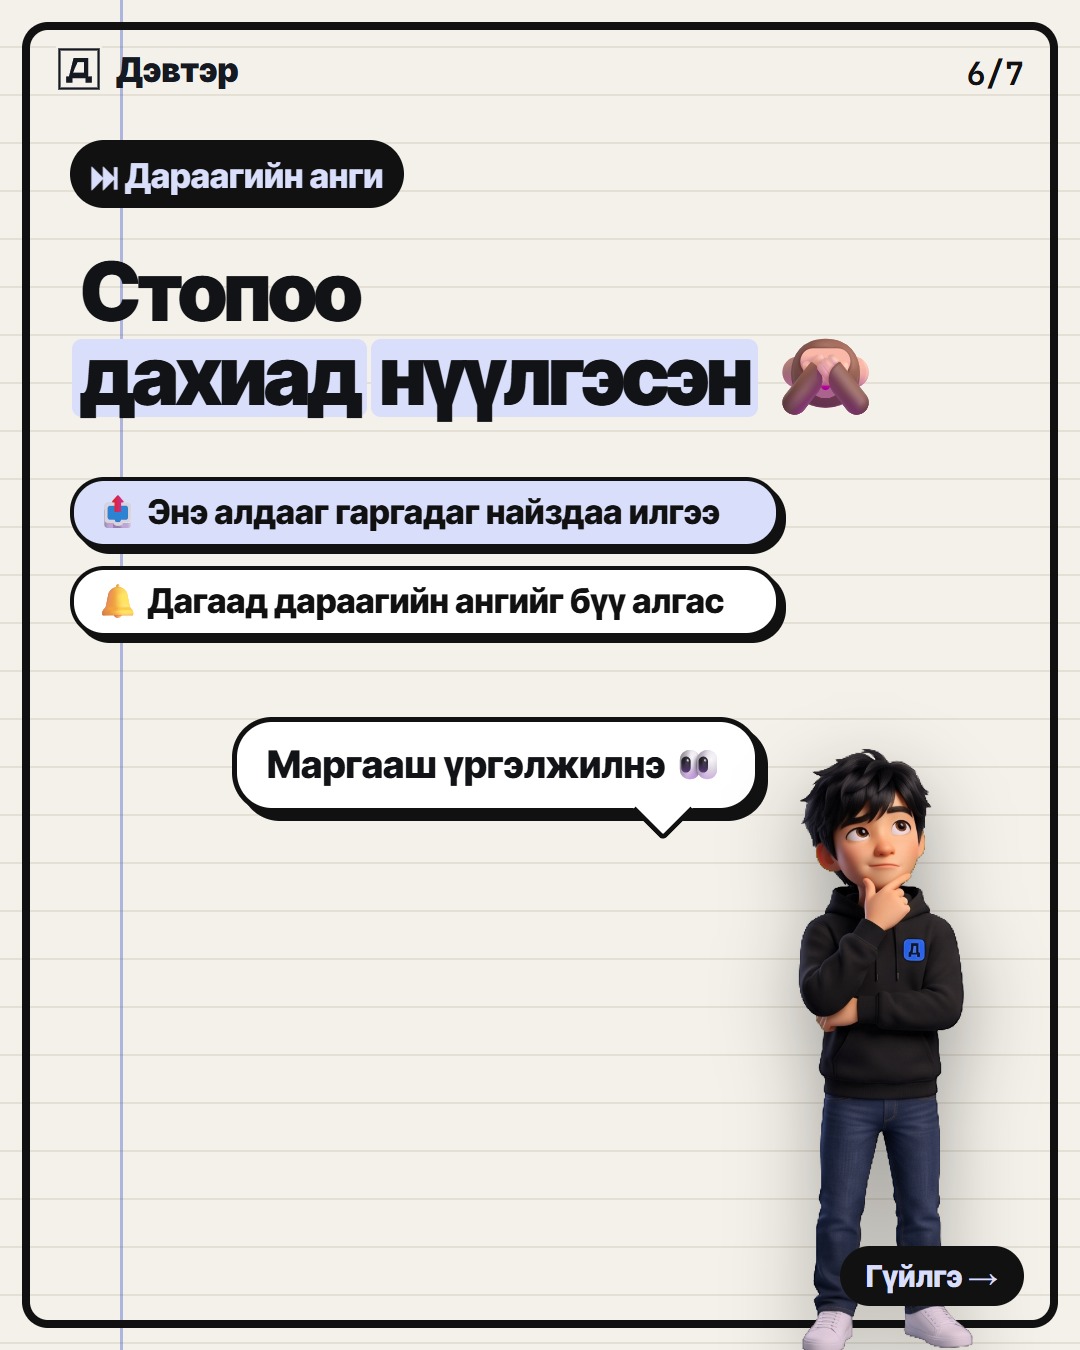 Д Дэвтэр
6/7
⏭ Дараагийн анги
Стопоо
дахиад нүүлгэсэн 🙈
📤 Энэ алдааг гаргадаг найздаа илгээ
🔔 Дагаад дараагийн ангийг бүү алгас
Маргааш үргэлжилнэ 👀
Д
Гүйлгэ →